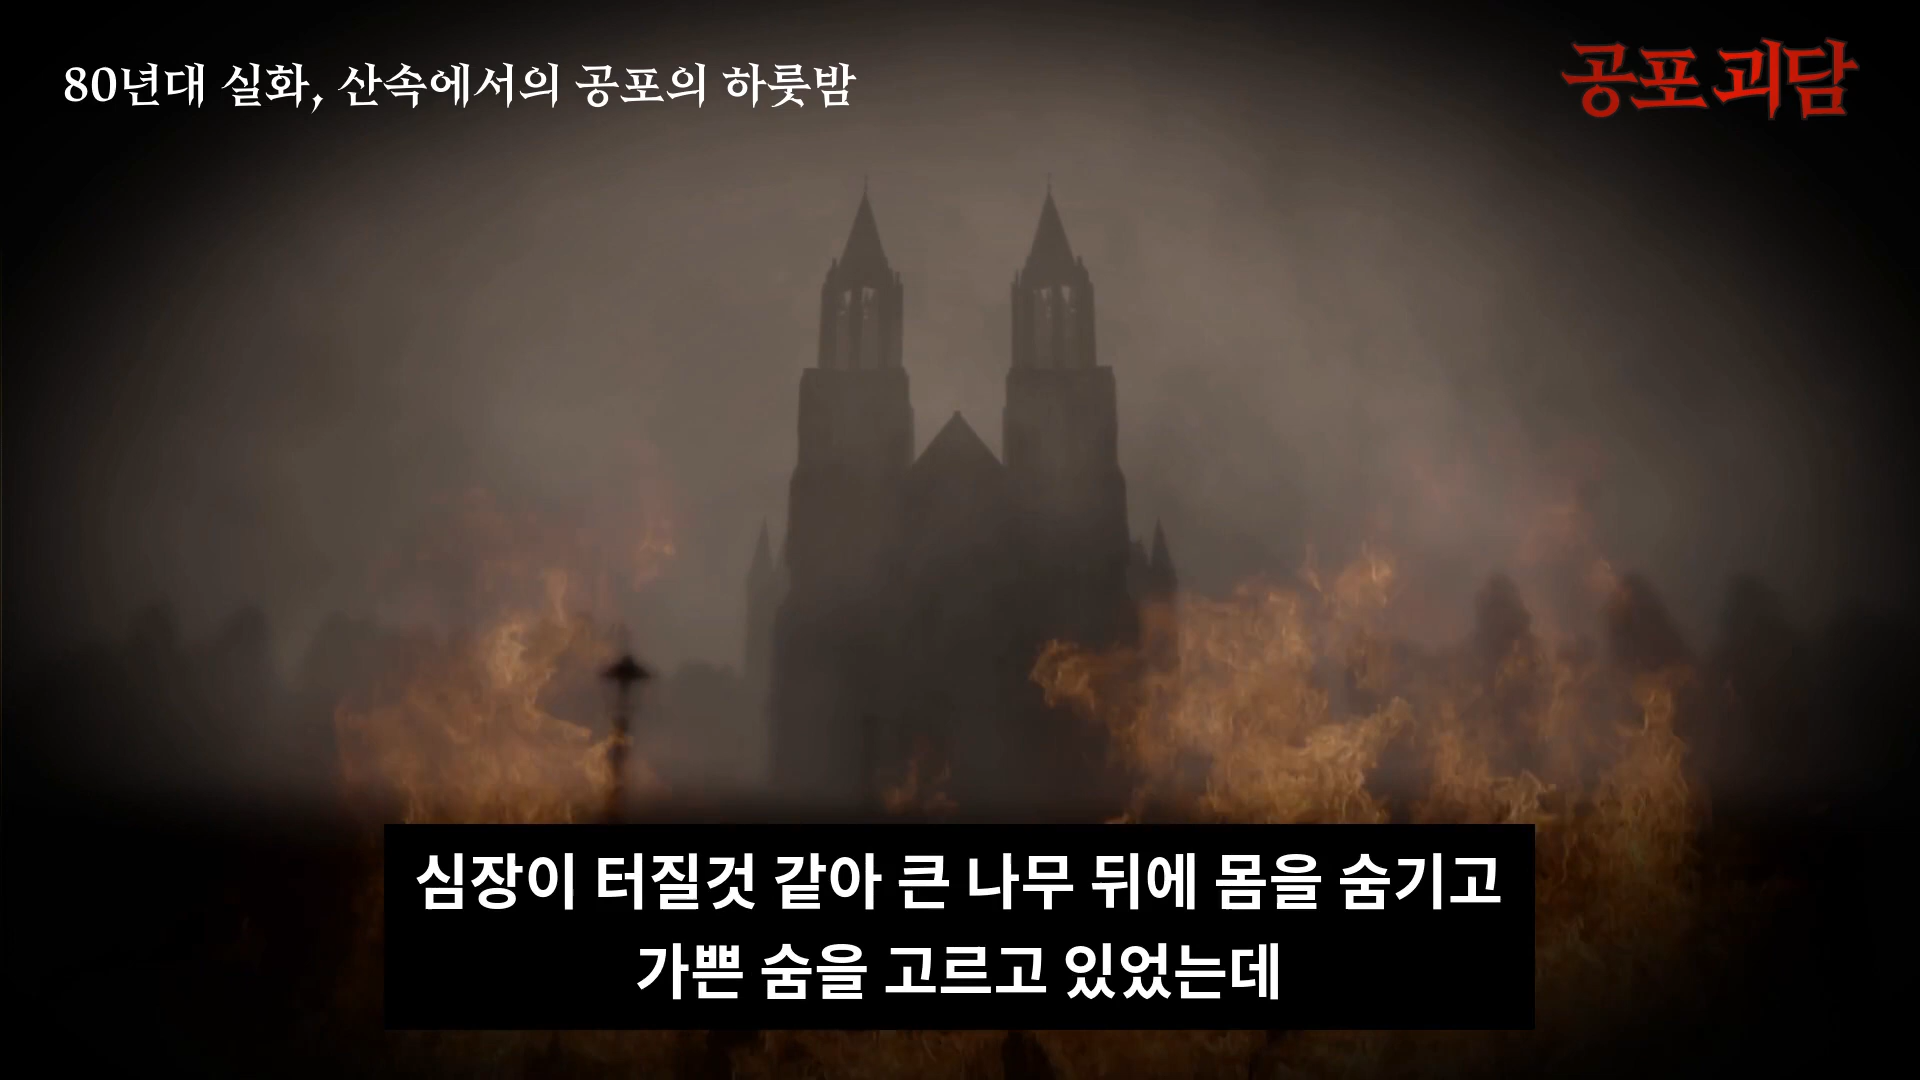 80년대 실화, 산속에서의 공포의 하룻밤
공포 괴담
심장이 터질것 같아 큰 나무 뒤에 몸을 숨기고
가쁜 숨을 고르고 있었는데